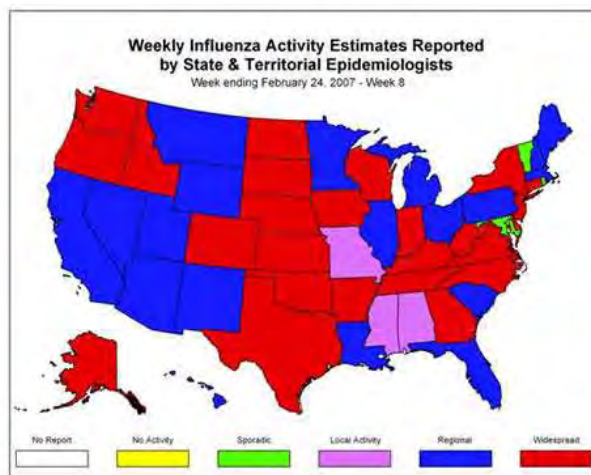 Weekly Influenza Activity Estimates Reported
by State & Territorial Epidemiologists
Week ending February 24, 2007 - Week 8
No Report
No Activity
Sporadic
Local Activity
Regional
Widespread